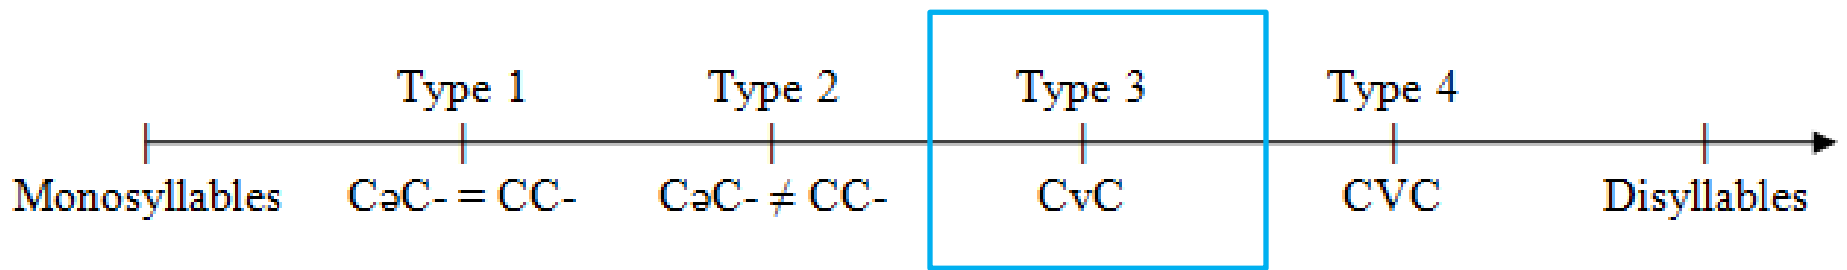 Type 1 Type 2 Type 3 Type 4
Monosyllables CəC- = CC- CəC- ≠ CC- CvC CVC Disyllables